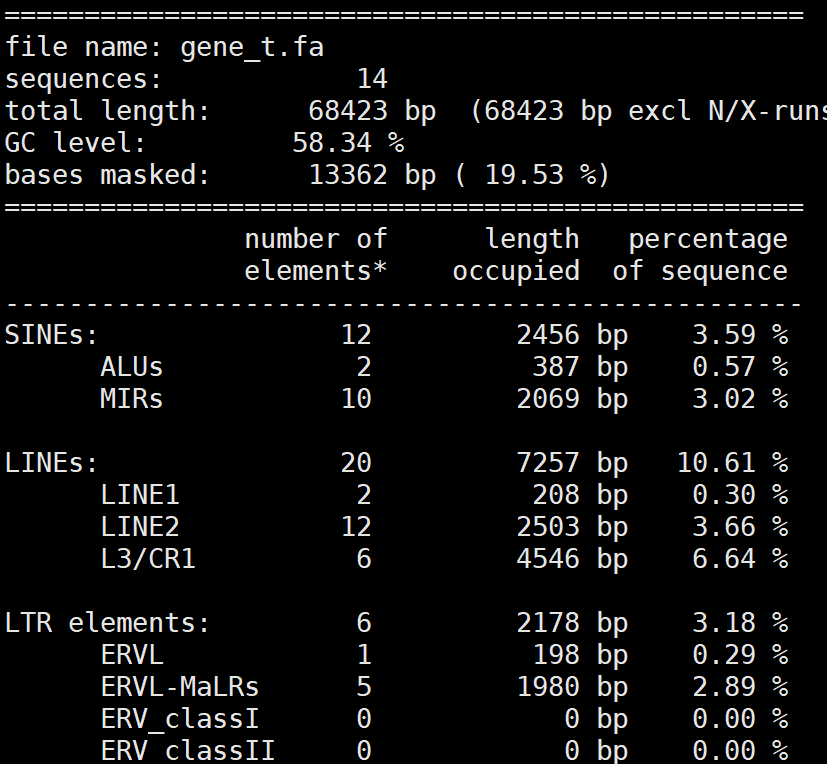 ==================================================
file name: gene_t.fa
sequences:            14
total length:      68423 bp  (68423 bp excl N/X-runs
GC level:         58.34 %
bases masked:      13362 bp ( 19.53 %)
==================================================
               number of      length   percentage
               elements*    occupied  of sequence
--------------------------------------------------
SINEs:               12         2456 bp    3.59 %
      ALUs            2          387 bp    0.57 %
      MIRs           10         2069 bp    3.02 %

LINEs:               20         7257 bp   10.61 %
      LINE1           2          208 bp    0.30 %
      LINE2          12         2503 bp    3.66 %
      L3/CR1          6         4546 bp    6.64 %

LTR elements:         6         2178 bp    3.18 %
      ERVL            1          198 bp    0.29 %
      ERVL-MaLRs      5         1980 bp    2.89 %
      ERV_classI      0            0 bp    0.00 %
      ERV_classII     0            0 bp    0.00 %